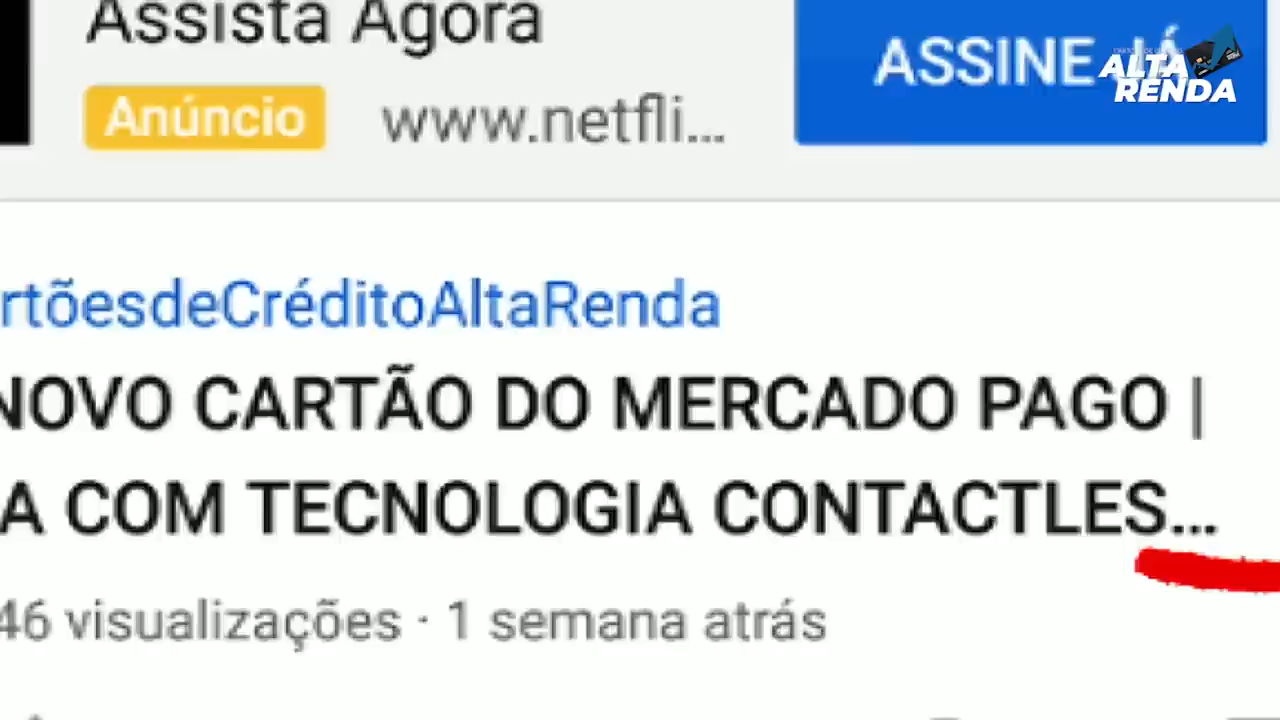 Assista Agora
ASSINE JÁ
ALTA
RENDA
Anúncio www.netfli...
rtõesdeCréditoAltaRenda
NOVO CARTÃO DO MERCADO PAGO |
A COM TECNOLOGIA CONTACTLES...
46 visualizações · 1 semana atrás